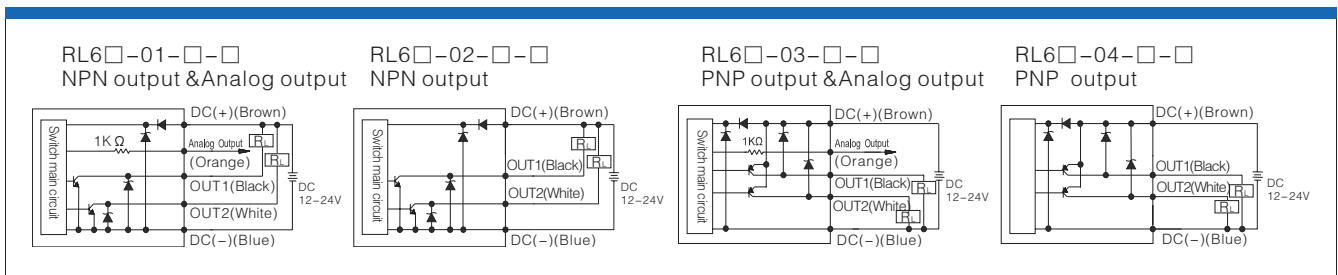 RL6□-01-□-□
NPN output &Analog output
DC(+)(Brown)
Switch main circuit
1KΩ
Analog Output
(Orange)
RL
RL
OUT1(Black)
OUT2(White)
DC
12-24V
DC(-)(Blue)
RL6□-02-□-□
NPN output
DC(+)(Brown)
Switch main circuit
RL
RL
OUT1(Black)
OUT2(White)
DC
12-24V
DC(-)(Blue)
RL6□-03-□-□
PNP output &Analog output
DC(+)(Brown)
Switch main circuit
1KΩ
Analog Output
(Orange)
OUT1(Black)
RL
OUT2(White)
RL
DC
12-24V
DC(-)(Blue)
RL6□-04-□-□
PNP output
DC(+)(Brown)
OUT1(Black)
OUT2(White)
RL
RL
DC
12-24V
DC(-)(Blue)